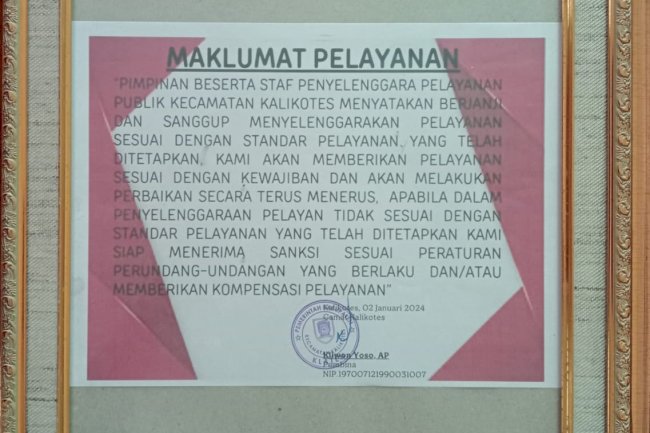 MAKLUMAT PELAYANAN
"PIMPINAN BESERTA STAF PENYELENGGARA PELAYANAN
PUBLIK KECAMATAN KALIKOTES MENYATAKAN BERJANJI
DAN SANGGUP MENYELENGGARAKAN PELAYANAN
SESUAI DENGAN STANDAR PELAYANAN YANG TELAH
DITETAPKAN, KAMI AKAN MEMBERIKAN PELAYANAN
SESUAI DENGAN KEWAJIBAN DAN AKAN MELAKUKAN
PERBAIKAN SECARA TERUS MENERUS, APABILA DALAM
PENYELENGGARAAN PELAYAN TIDAK SESUAI DENGAN
STANDAR PELAYANAN YANG TELAH DITETAPKAN KAMI
SIAP MENERIMA SANKSI SESUAI PERATURAN
PERUNDANG-UNDANGAN YANG BERLAKU DAN/ATAU
MEMBERIKAN KOMPENSASI PELAYANAN"
Kalikotes, 02 Januari 2024
Camat Kalikotes
Kliwon Yoso, AP
Pembina
NIP 197007121990031007